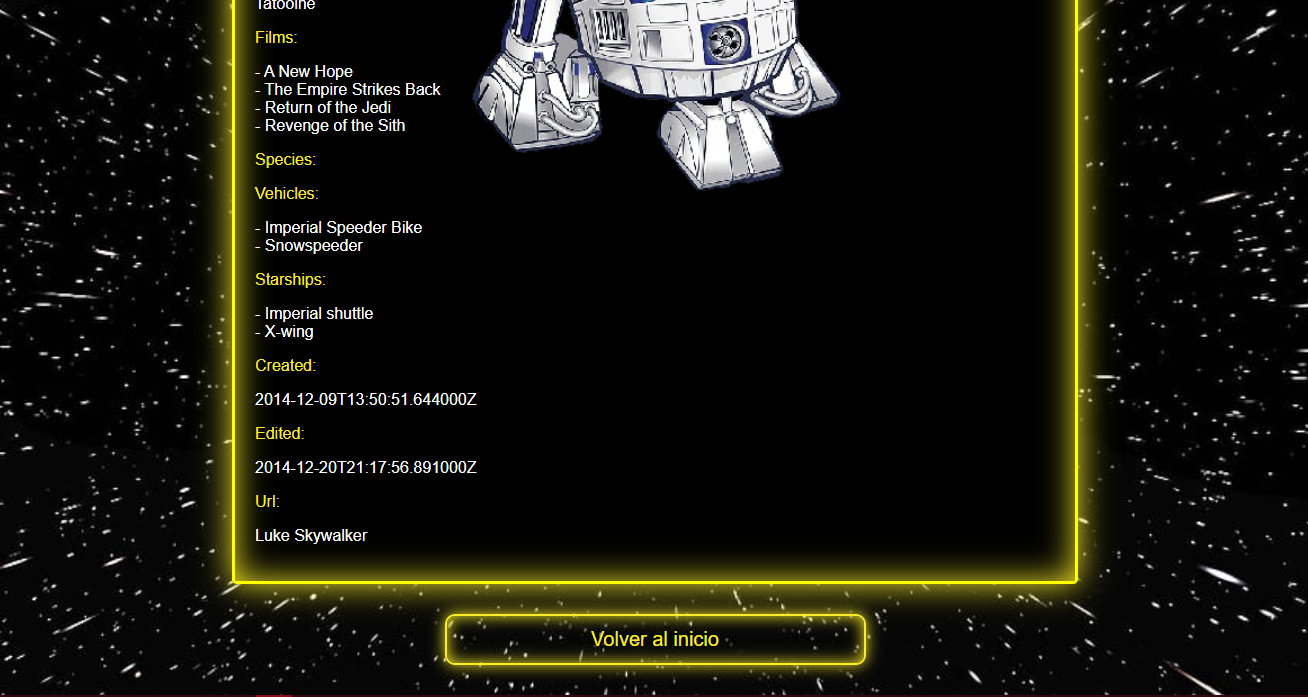 Tatooine
Films:
- A New Hope
- The Empire Strikes Back
- Return of the Jedi
- Revenge of the Sith
Species:
Vehicles:
- Imperial Speeder Bike
- Snowspeeder
Starships:
- Imperial shuttle
- X-wing
Created:
2014-12-09T13:50:51.644000Z
Edited:
2014-12-20T21:17:56.891000Z
Url:
Luke Skywalker
Volver al inicio